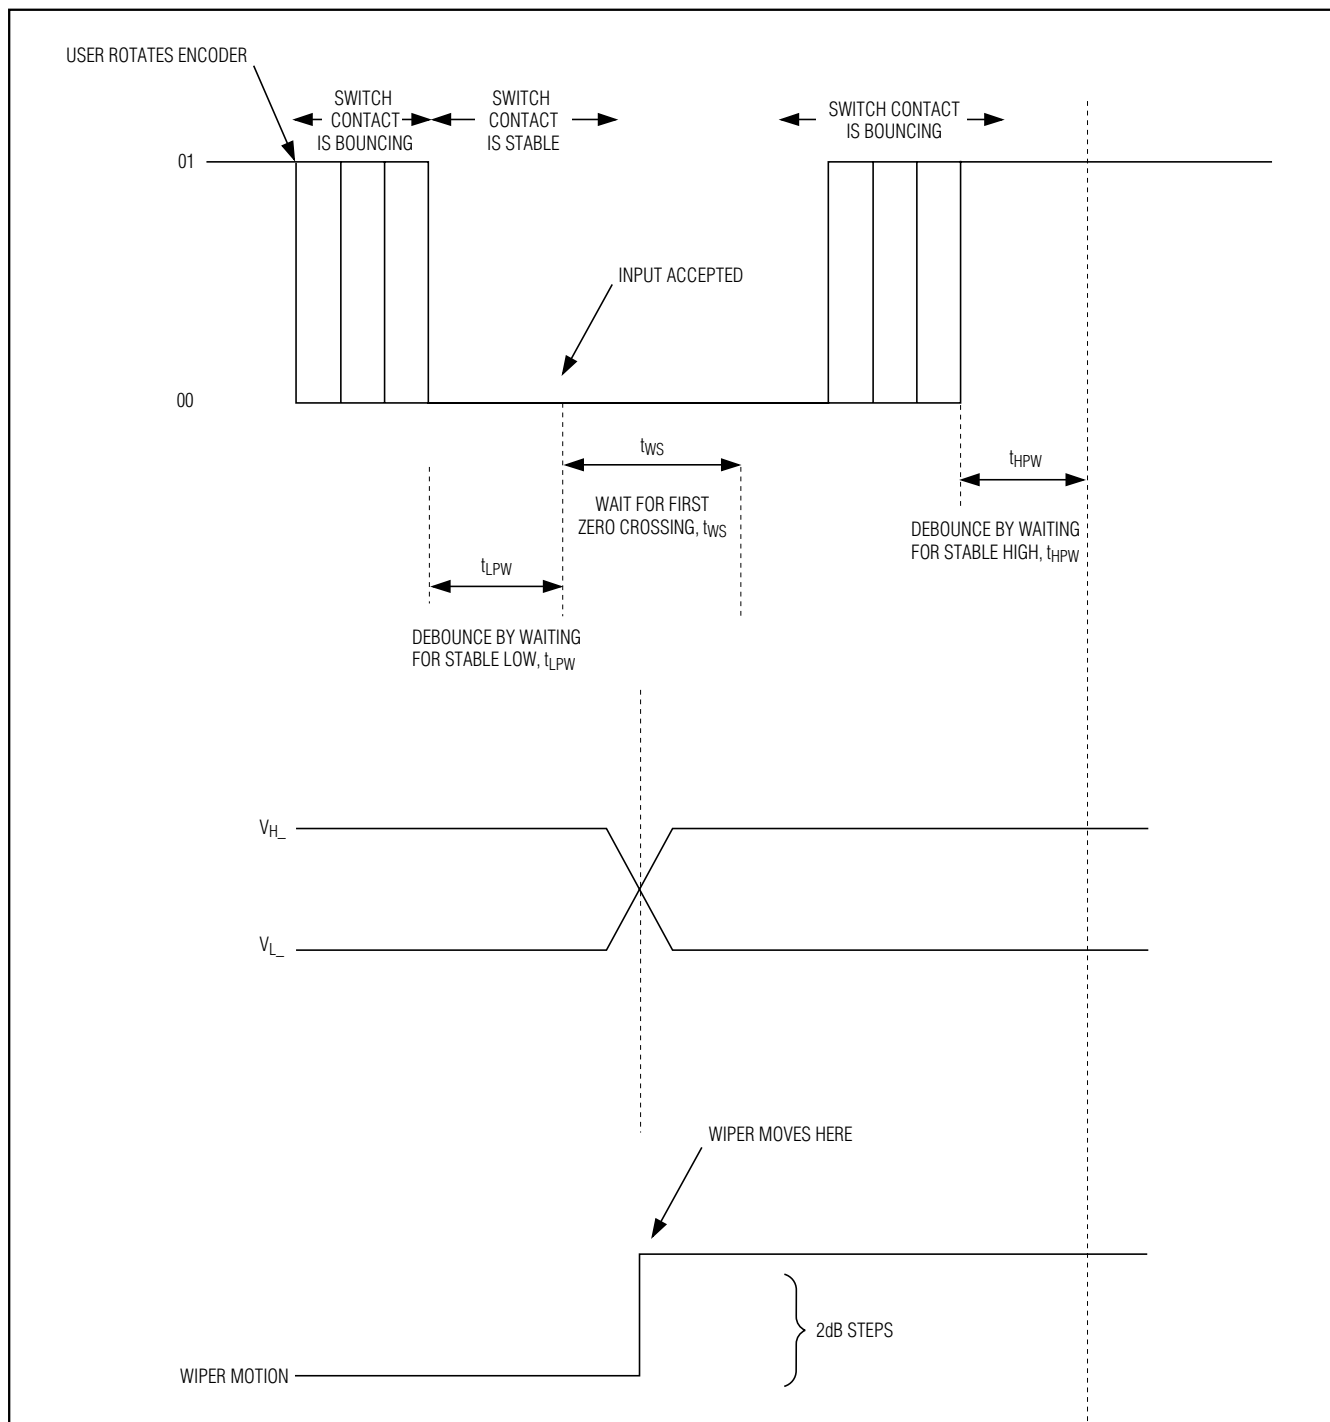 USER ROTATES ENCODER
SWITCH
CONTACT
IS BOUNCING
SWITCH
CONTACT
IS STABLE
SWITCH CONTACT
IS BOUNCING
01
INPUT ACCEPTED
00
tWS
WAIT FOR FIRST
ZERO CROSSING, tWS
tHPW
DEBOUNCE BY WAITING
FOR STABLE HIGH, tHPW
tLPW
DEBOUNCE BY WAITING
FOR STABLE LOW, tLPW
VH_
VL_
WIPER MOVES HERE
2dB STEPS
WIPER MOTION